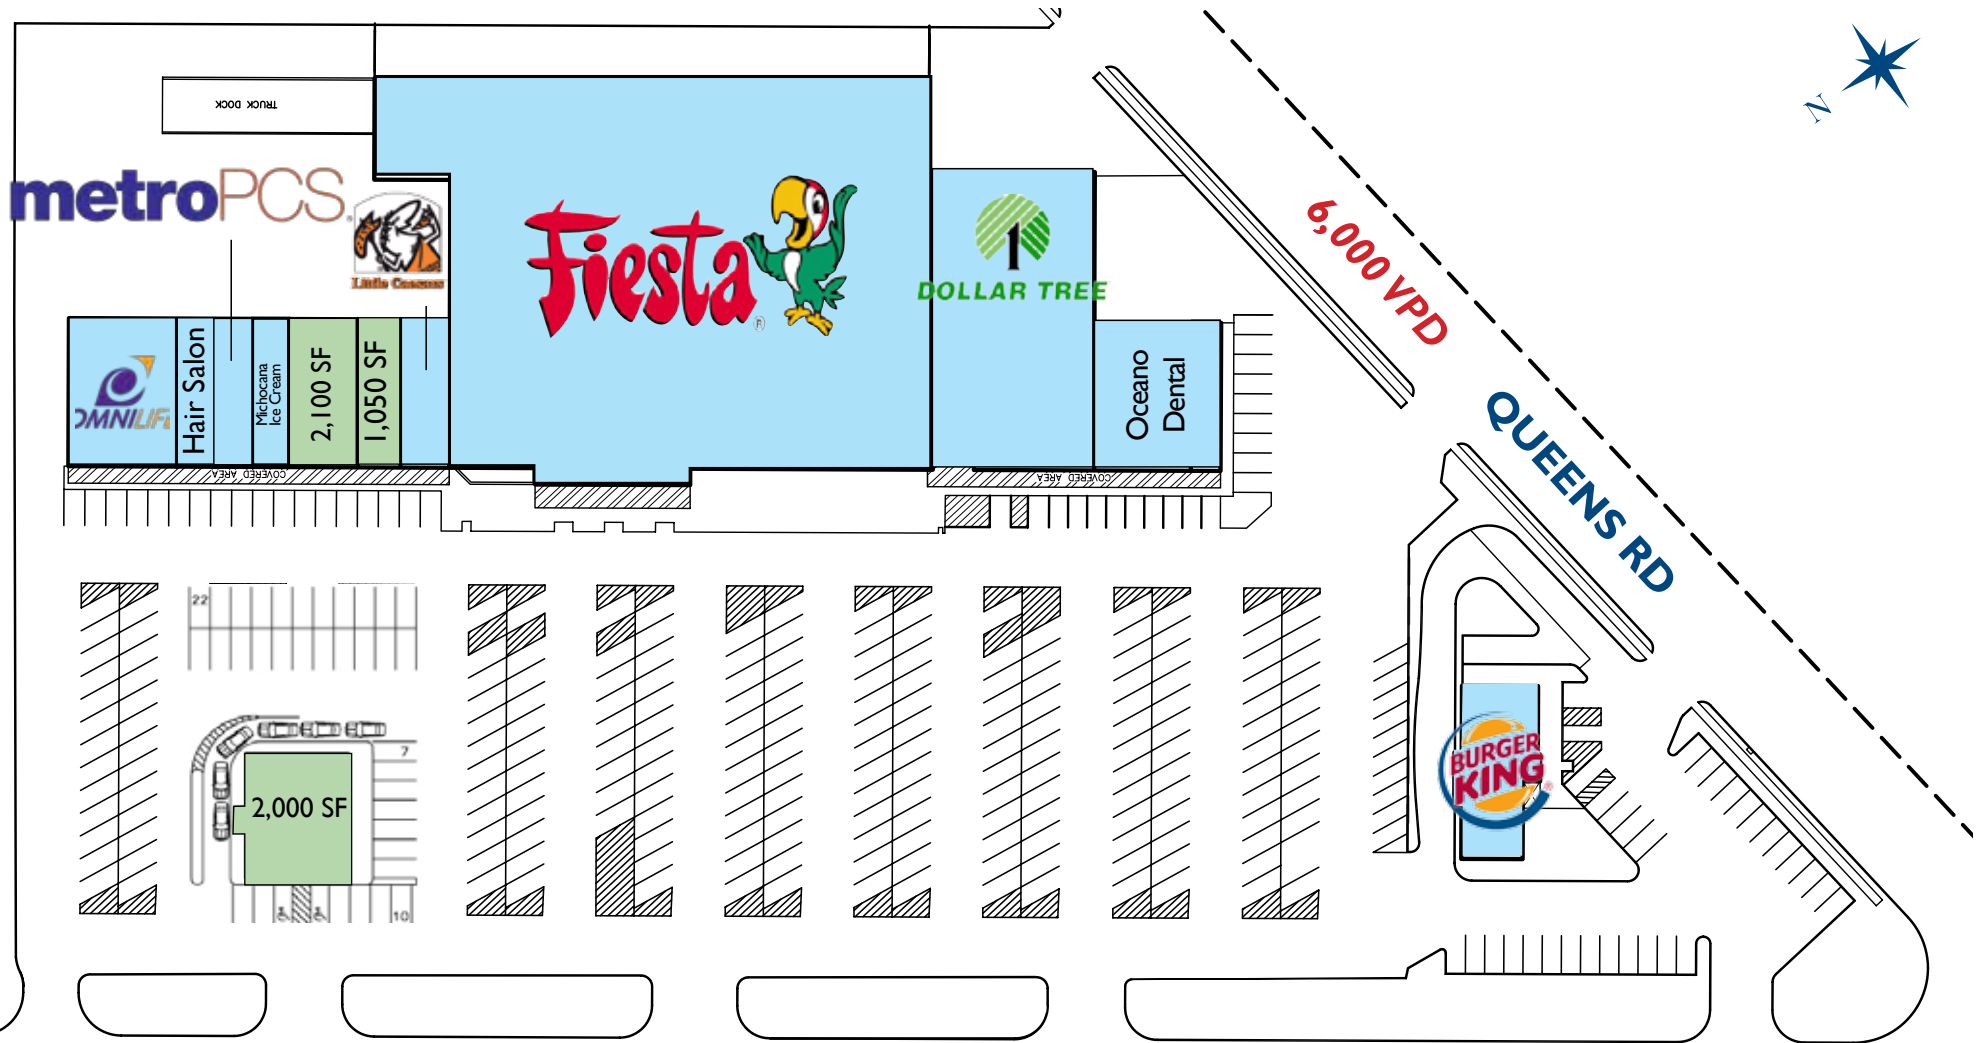 N
TRUCK DOCK
metroPCS
Little Caesars
Fiesta
®
DOLLAR TREE
6,000 VPD
QUEENS RD
OMNILIFE
Hair Salon
Michocana
Ice Cream
2,100 SF
1,050 SF
Oceano
Dental
COVERED AREA
COVERED AREA
22
7
2,000 SF
10
BURGER
KING
®